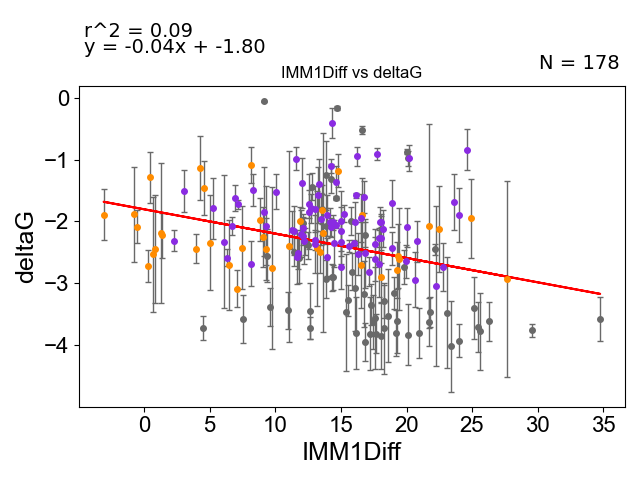 r^2 = 0.09
y = -0.04x + -1.80
N = 178
IMM1Diff vs deltaG
deltaG
0
−1
−2
−3
−4
0 5 10 15 20 25 30 35
IMM1Diff